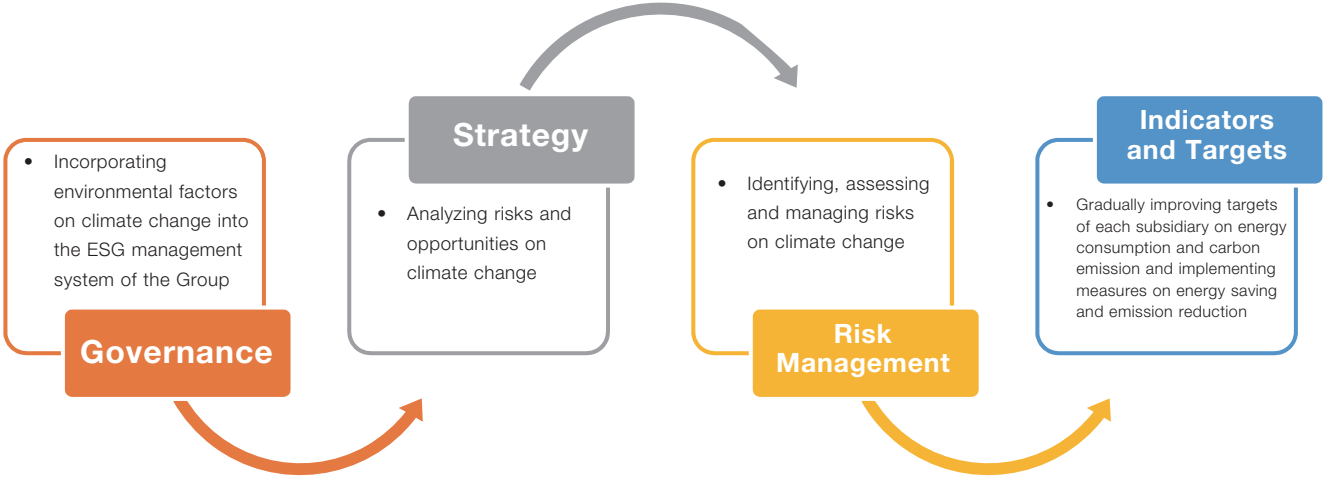 • Incorporating
environmental factors
on climate change into
the ESG management
system of the Group
Governance
Strategy
• Analyzing risks and
opportunities on
climate change
• Identifying, assessing
and managing risks
on climate change
Risk
Management
Indicators
and Targets
• Gradually improving targets
of each subsidiary on energy
consumption and carbon
emission and implementing
measures on energy saving
and emission reduction